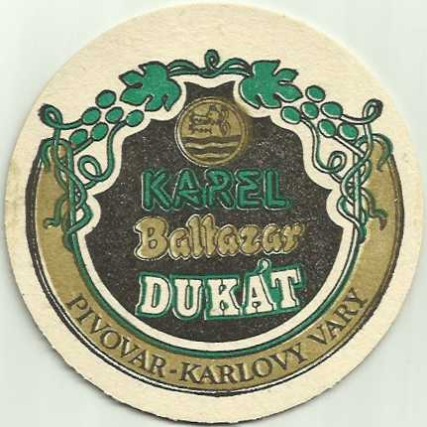 KAREL
Baltazar
DUKÁT
PIVOVAR-KARLOVY VARY